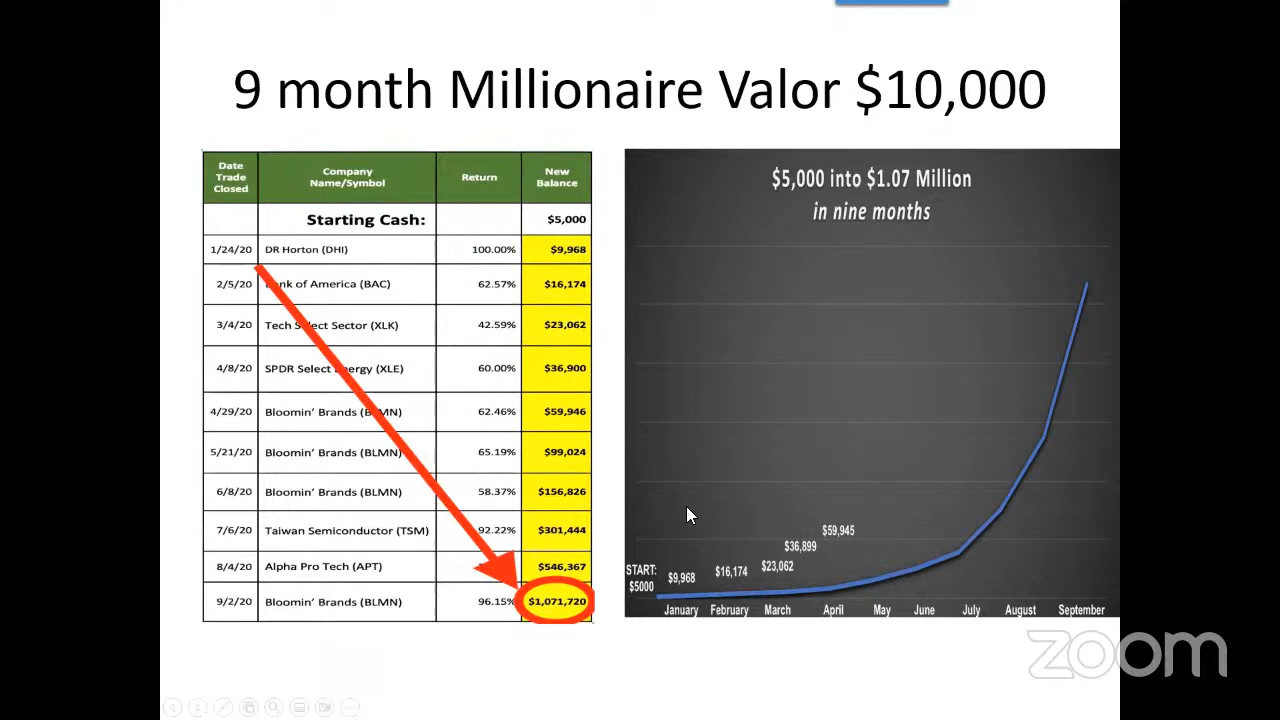 9 month Millionaire Valor $10,000
Date Trade Closed Company Name/Symbol Return New Balance
Starting Cash: $5,000
1/24/20 DR Horton (DHI) 100.00% $9,968
2/5/20 Bank of America (BAC) 62.57% $16,174
3/4/20 Tech Select Sector (XLK) 42.59% $23,062
4/8/20 SPDR Select Energy (XLE) 60.00% $36,900
4/29/20 Bloomin' Brands (BLMN) 62.46% $59,946
5/21/20 Bloomin' Brands (BLMN) 65.19% $99,024
6/8/20 Bloomin' Brands (BLMN) 58.37% $156,826
7/6/20 Taiwan Semiconductor (TSM) 92.22% $301,444
8/4/20 Alpha Pro Tech (APT) $546,367
9/2/20 Bloomin' Brands (BLMN) 96.15% $1,071,720
$5,000 into $1.07 Million
in nine months
START:
$5000
$9,968
$16,174
$23,062
$36,899
$59,945
January February March April May June July August September
zoom